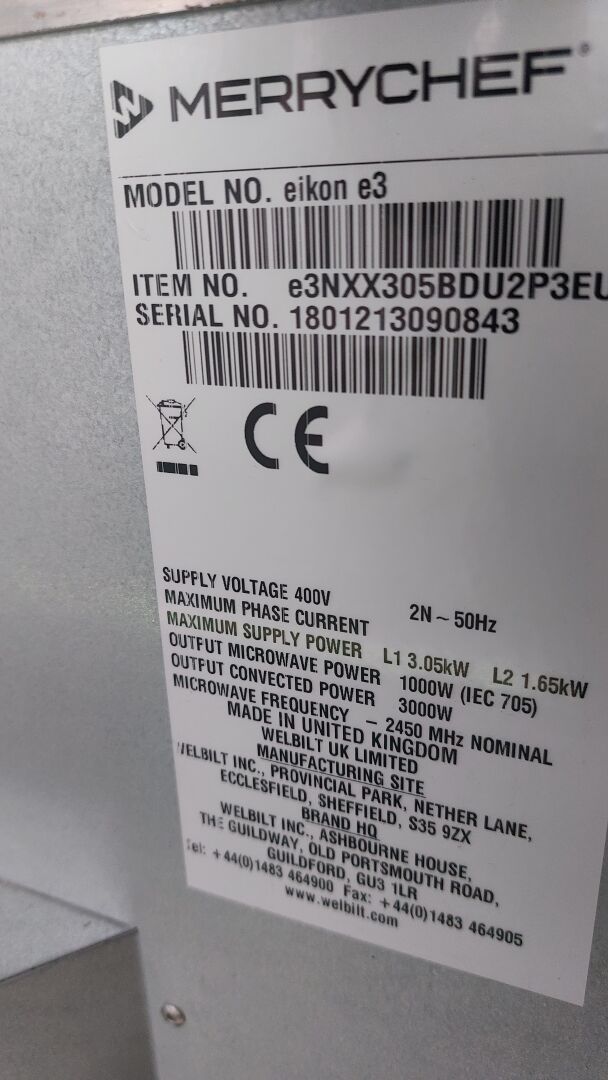 MERRYCHEF®
MODEL NO. eikon e3
ITEM NO. e3NXX305BDU2P3EU
SERIAL NO. 1801213090843
CE
SUPPLY VOLTAGE 400V 2N ~ 50Hz
MAXIMUM PHASE CURRENT
MAXIMUM SUPPLY POWER L1 3.05kW L2 1.65kW
OUTPUT MICROWAVE POWER 1000W (IEC 705)
OUTPUT CONVECTED POWER 3000W
MICROWAVE FREQUENCY – 2450 MHz NOMINAL
MADE IN UNITED KINGDOM
WELBILT UK LIMITED
MANUFACTURING SITE
WELBILT INC., PROVINCIAL PARK, NETHER LANE,
ECCLESFIELD, SHEFFIELD, S35 9ZX
BRAND HQ
WELBILT INC., ASHBOURNE HOUSE,
THE GUILDWAY, OLD PORTSMOUTH ROAD,
GUILDFORD, GU3 1LR
Tel: +44(0)1483 464900 Fax: +44(0)1483 464905
www.welbilt.com